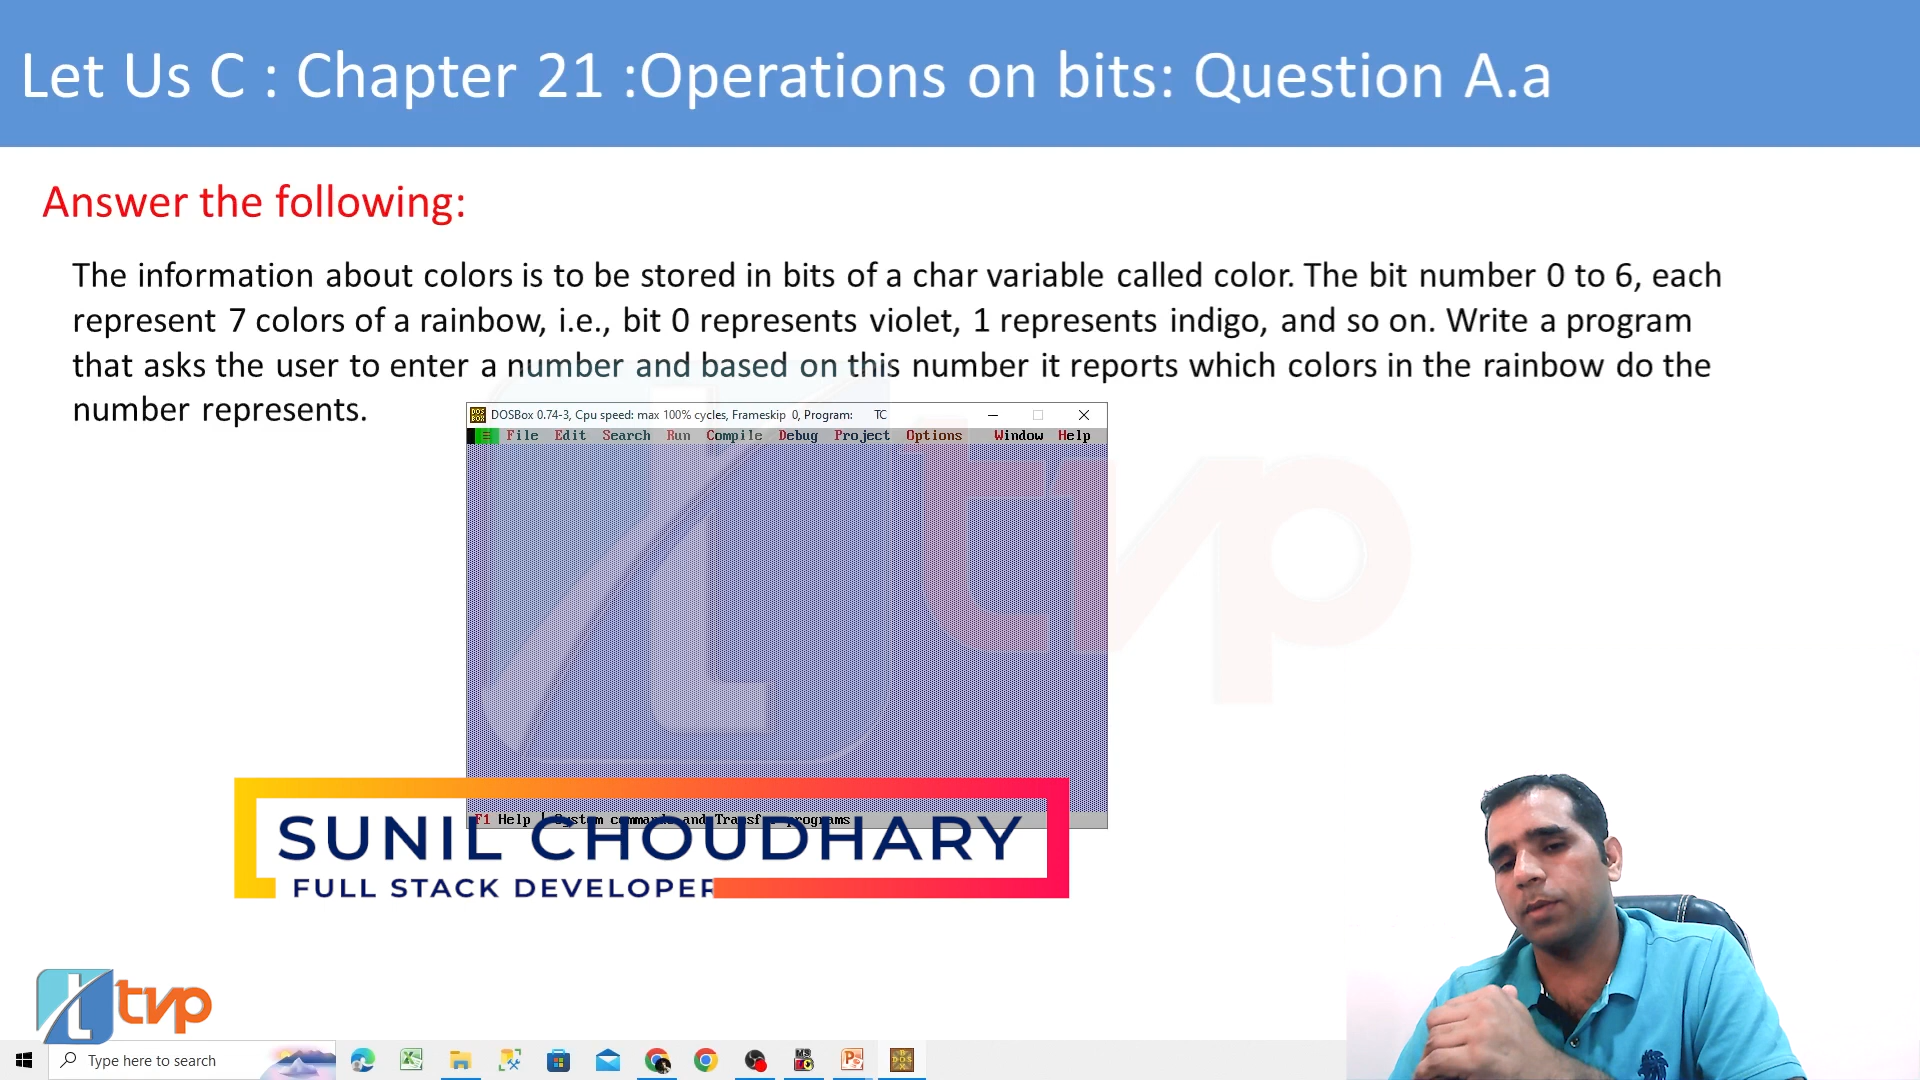 Let Us C : Chapter 21 :Operations on bits: Question A.a
Answer the following:
The information about colors is to be stored in bits of a char variable called color. The bit number 0 to 6, each
represent 7 colors of a rainbow, i.e., bit 0 represents violet, 1 represents indigo, and so on. Write a program
that asks the user to enter a number and based on this number it reports which colors in the rainbow do the
number represents.
DOSBox 0.74-3, Cpu speed: max 100% cycles, Frameskip 0, Program: TC
File Edit Search Run Compile Debug Project Options Window Help
F1 Help | System commands and Transfer programs
SUNIL CHOUDHARY
FULL STACK DEVELOPER
tvp
Type here to search